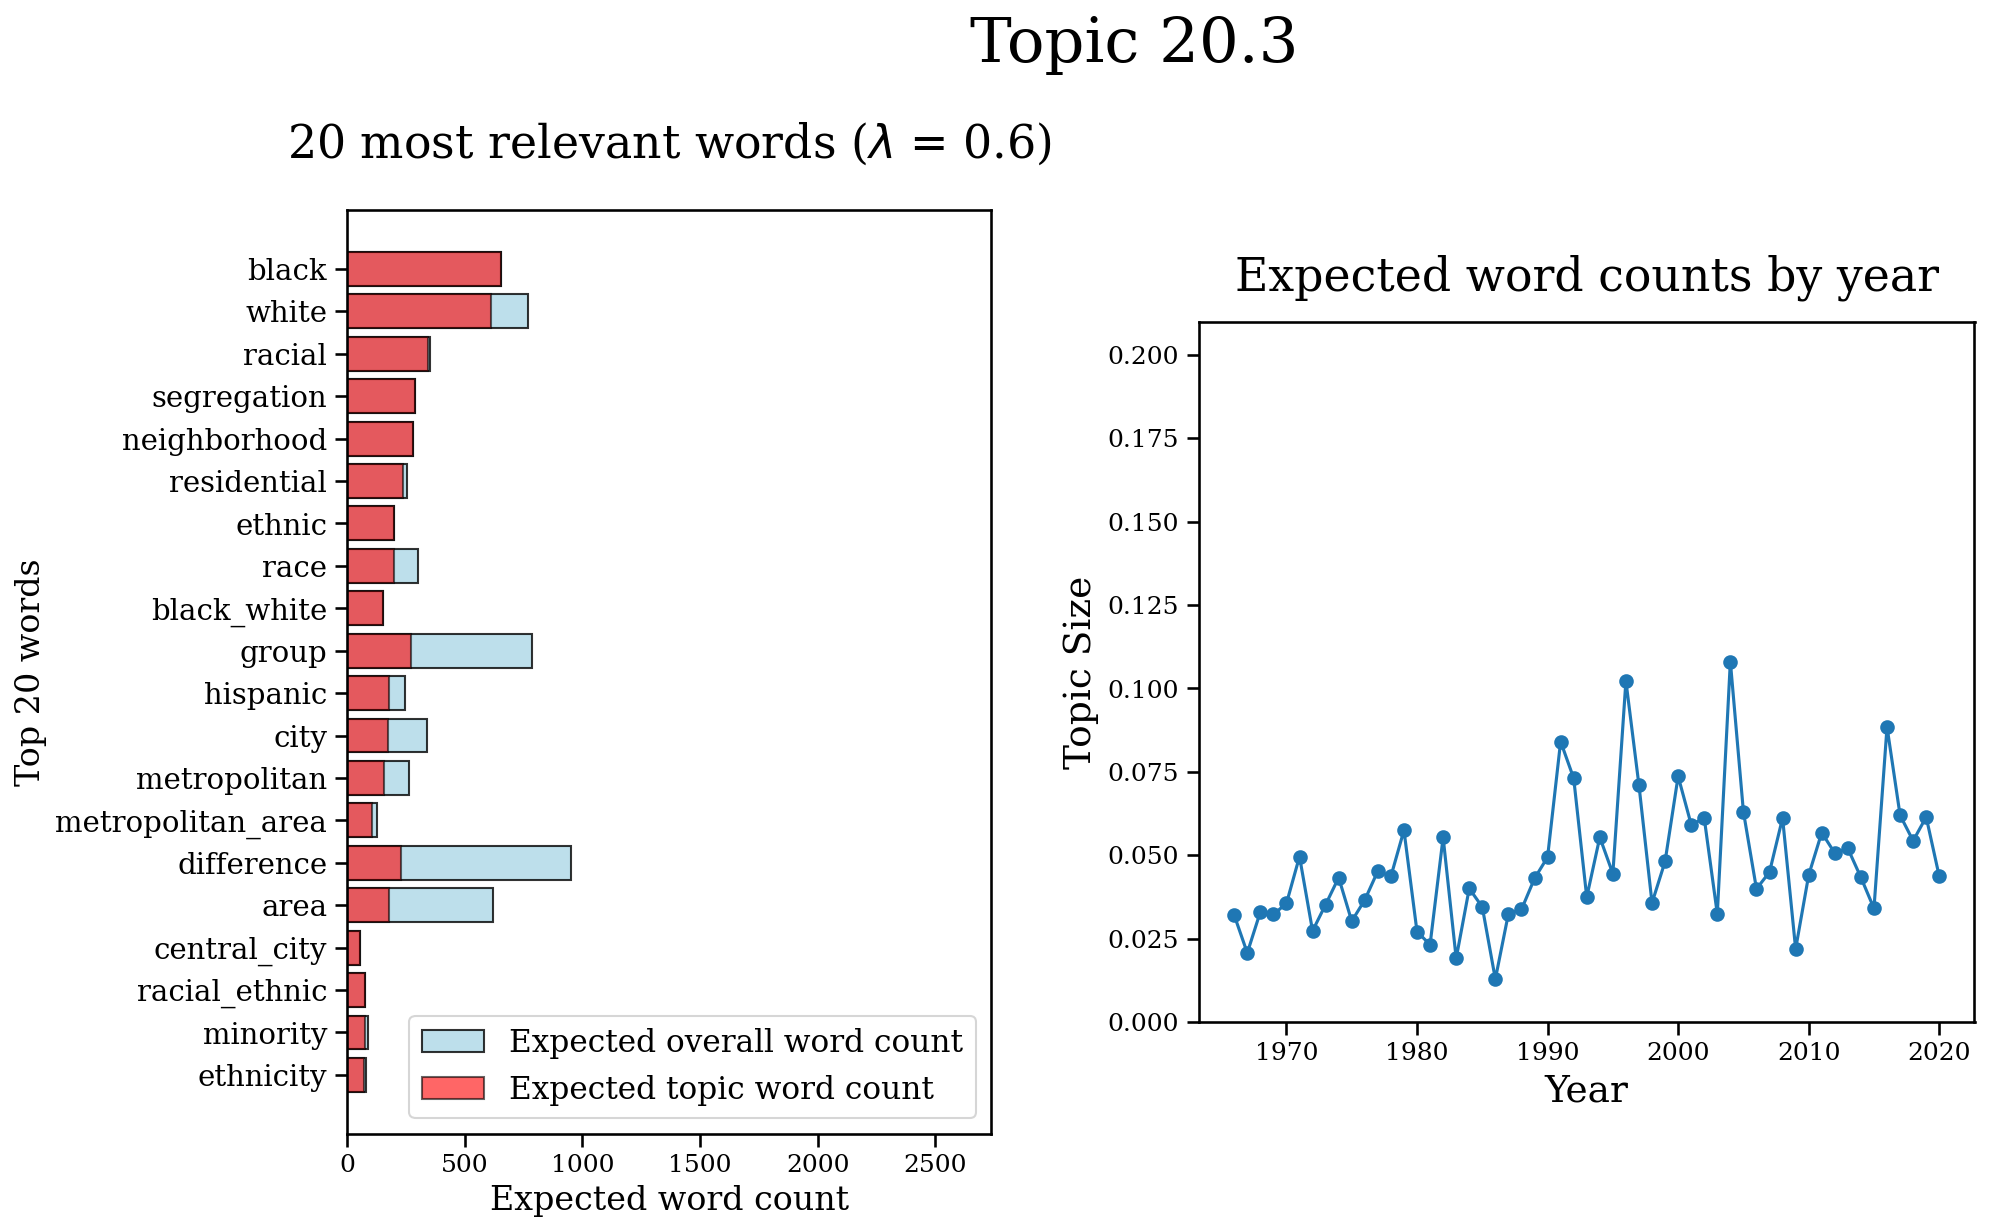 Topic 20.3
20 most relevant words (λ = 0.6)
Top 20 words
black
white
racial
segregation
neighborhood
residential
ethnic
race
black_white
group
hispanic
city
metropolitan
metropolitan_area
difference
area
central_city
racial_ethnic
minority
ethnicity
Expected overall word count
Expected topic word count
0 500 1000 1500 2000 2500
Expected word count
Expected word counts by year
Topic Size
0.200
0.175
0.150
0.125
0.100
0.075
0.050
0.025
0.000
1970 1980 1990 2000 2010 2020
Year